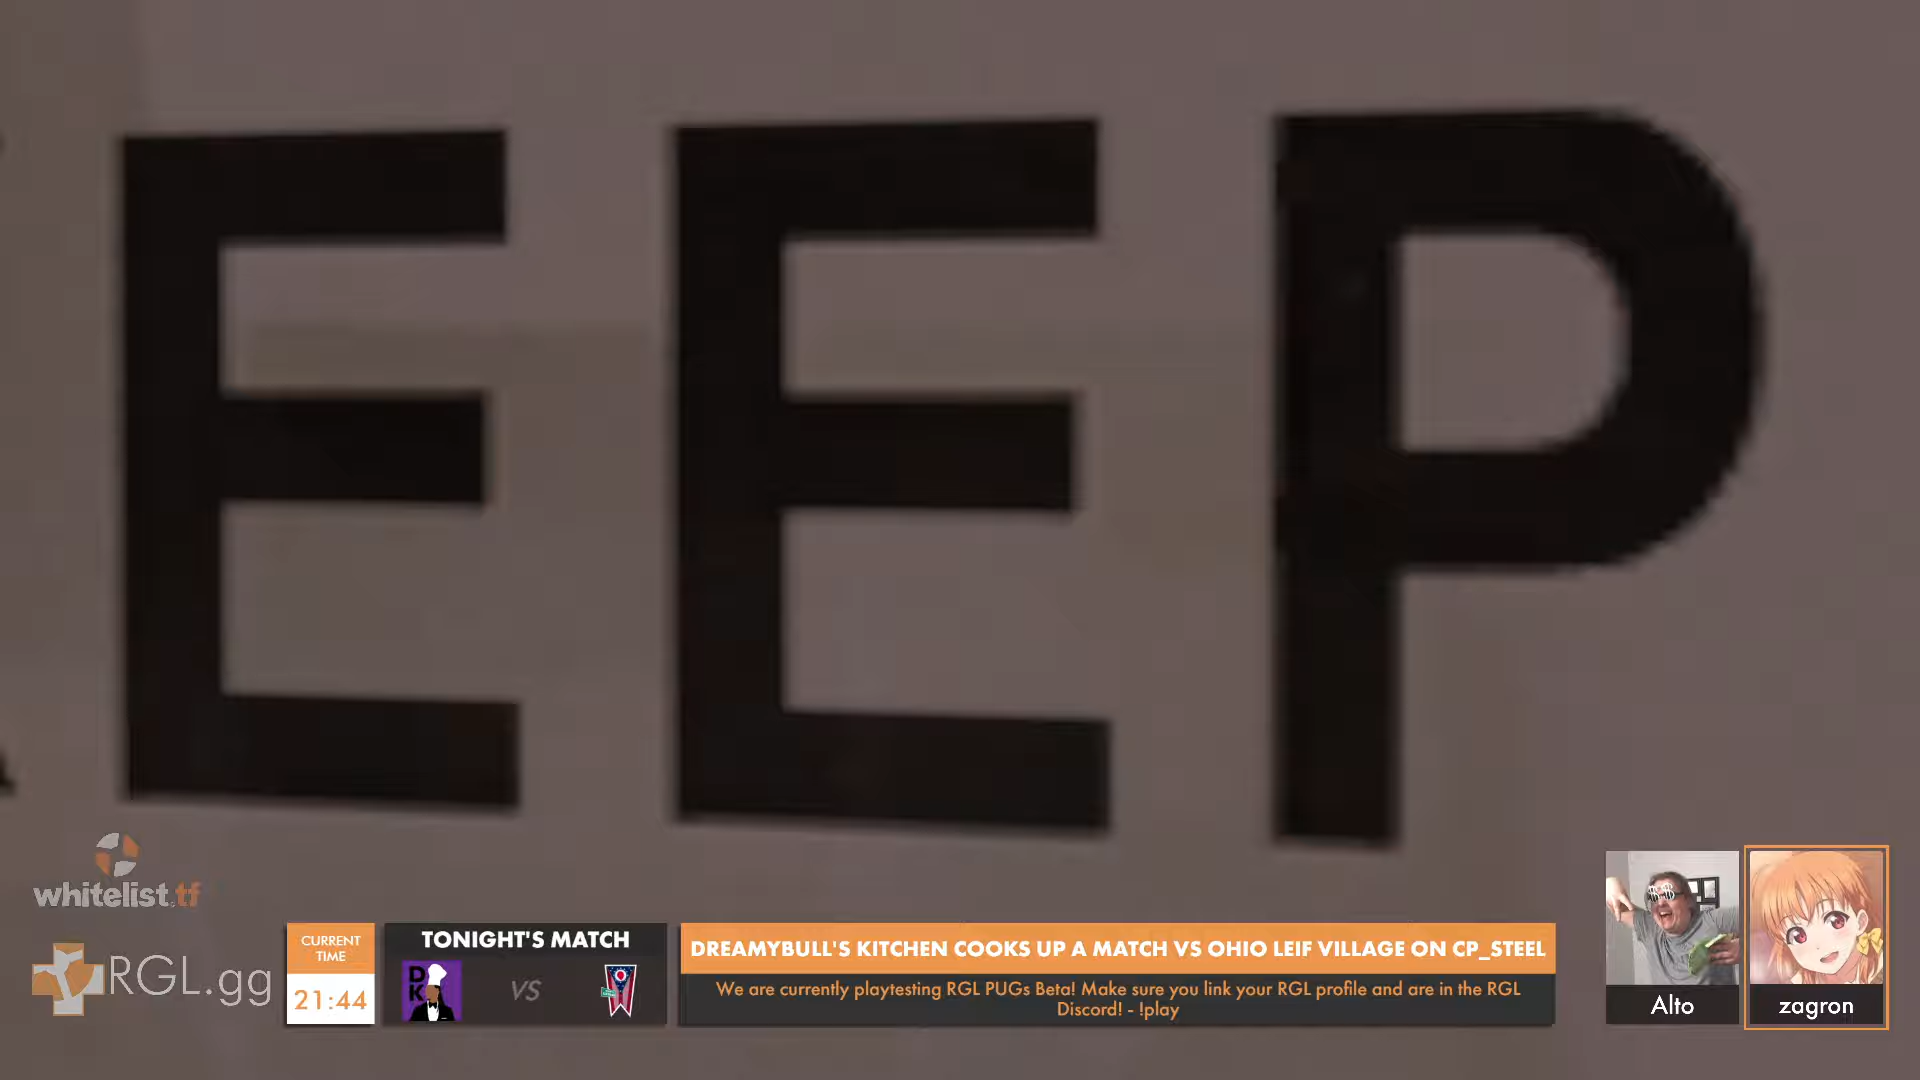 EEP
whitelist.tf
RGL.gg
CURRENT
TIME
21:44
TONIGHT'S MATCH
DK
VS
DREAMYBULL'S KITCHEN COOKS UP A MATCH VS OHIO LEIF VILLAGE ON CP_STEEL
We are currently playtesting RGL PUGs Beta! Make sure you link your RGL profile and are in the RGL
Discord! - !play
Alto
zagron